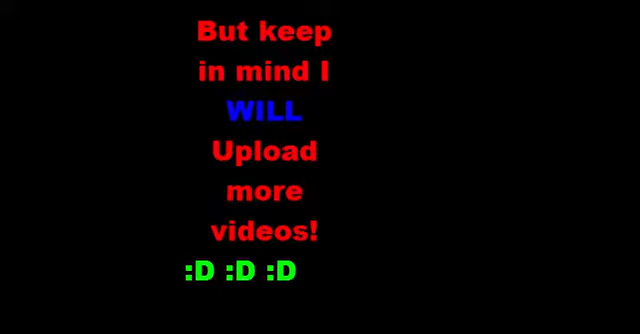 But keep
in mind I
WILL
Upload
more
videos!
:D :D :D